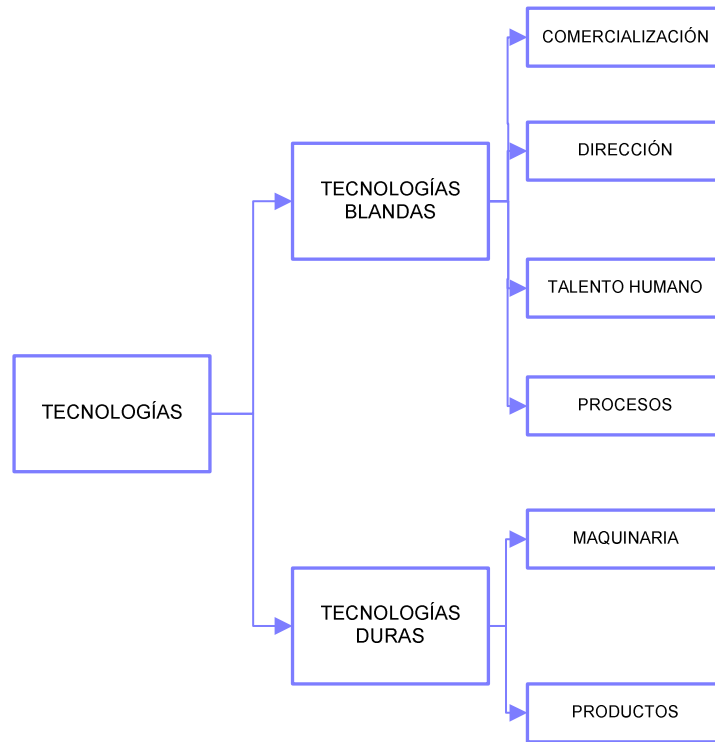 COMERCIALIZACIÓN
DIRECCIÓN
TECNOLOGÍAS
BLANDAS
TALENTO HUMANO
PROCESOS
TECNOLOGÍAS
MAQUINARIA
TECNOLOGÍAS
DURAS
PRODUCTOS